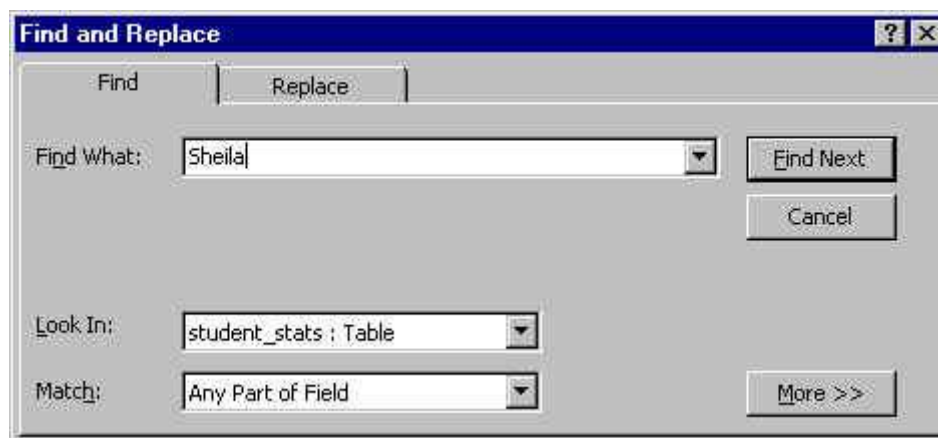 Find and Replace
Find Replace
Find What: Sheila Find Next
Cancel
Look In: student_stats : Table
Match: Any Part of Field More >>